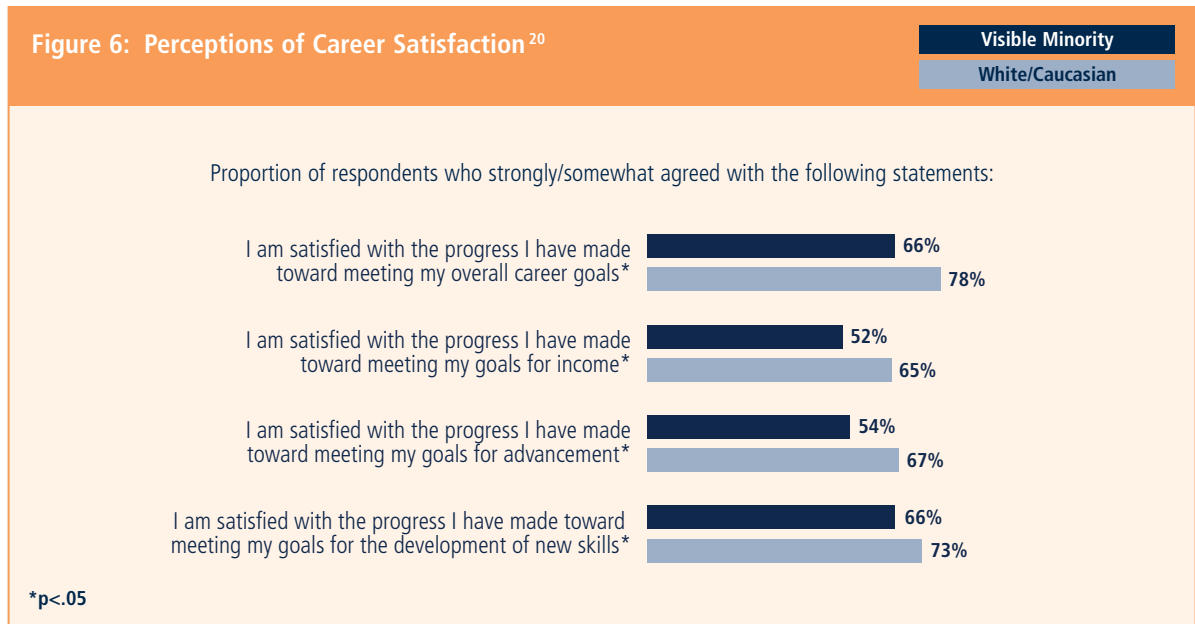 Figure 6: Perceptions of Career Satisfaction 20
Visible Minority
White/Caucasian
Proportion of respondents who strongly/somewhat agreed with the following statements:
I am satisfied with the progress I have made
toward meeting my overall career goals*
66%
78%
I am satisfied with the progress I have made
toward meeting my goals for income*
52%
65%
I am satisfied with the progress I have made
toward meeting my goals for advancement*
54%
67%
I am satisfied with the progress I have made toward
meeting my goals for the development of new skills*
66%
73%
*p<.05